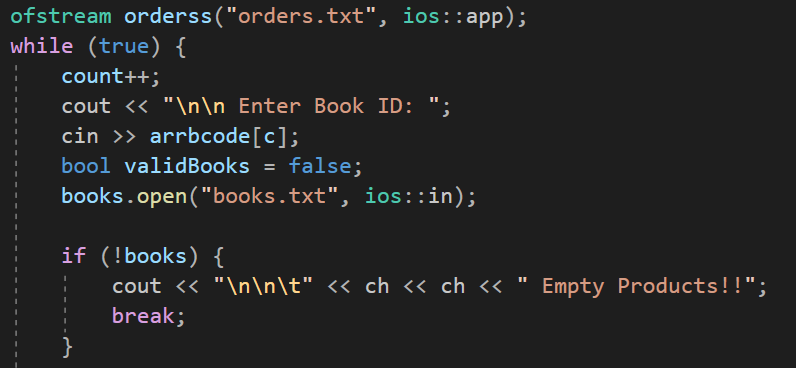 ofstream orderss("orders.txt", ios::app);
while (true) {
    count++;
    cout << "\n\n Enter Book ID: ";
    cin >> arrbcode[c];
    bool validBooks = false;
    books.open("books.txt", ios::in);

    if (!books) {
        cout << "\n\n\t" << ch << ch << " Empty Products!!";
        break;
    }